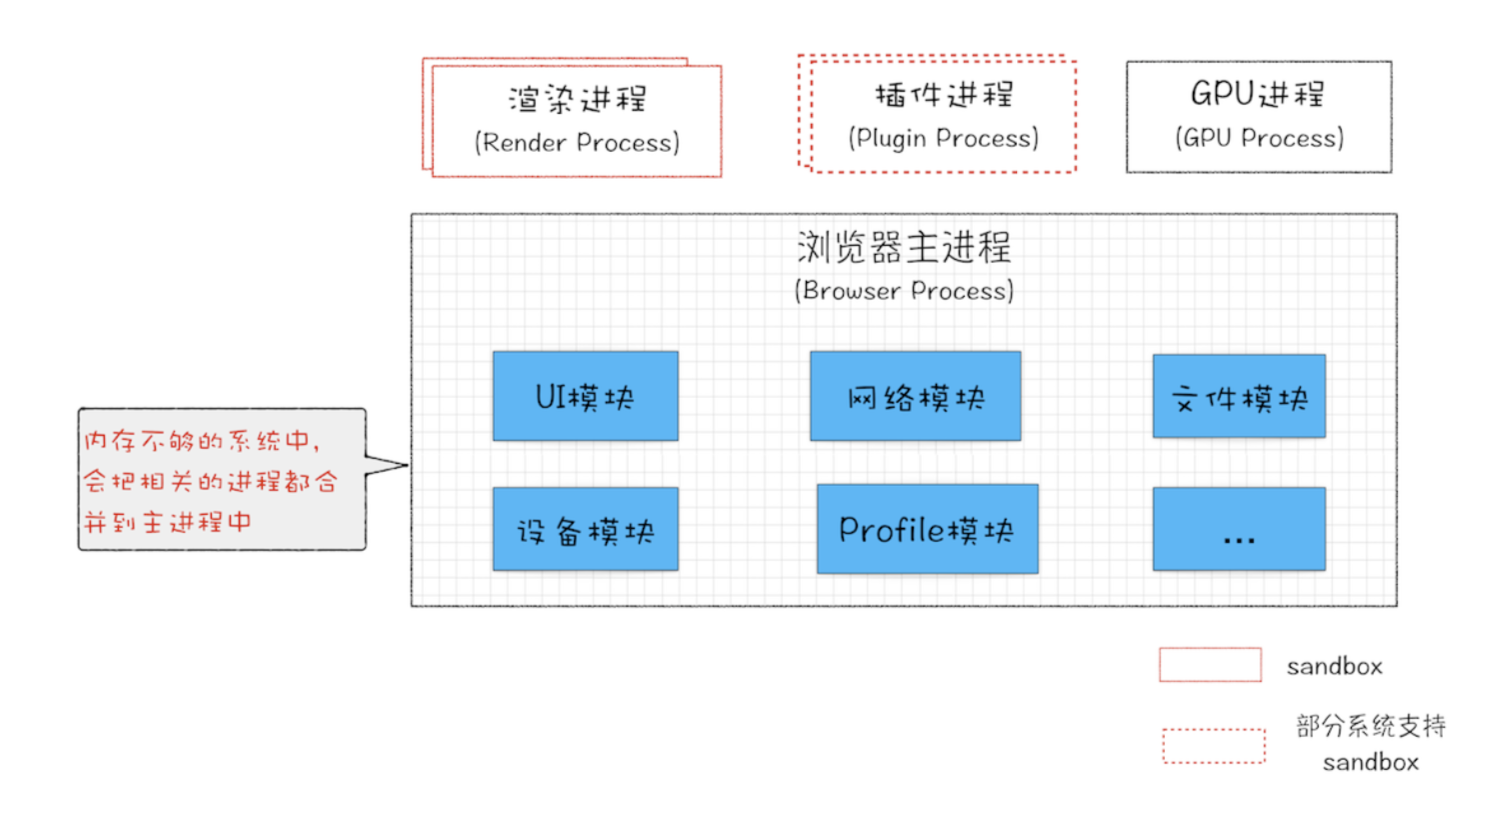 渲染进程
(Render Process)
插件进程
(Plugin Process)
GPU进程
(GPU Process)
浏览器主进程
(Browser Process)
UI模块
网络模块
文件模块
内存不够的系统中,
会把相关的进程都合
并到主进程中
设备模块
Profile模块
...
sandbox
部分系统支持
sandbox